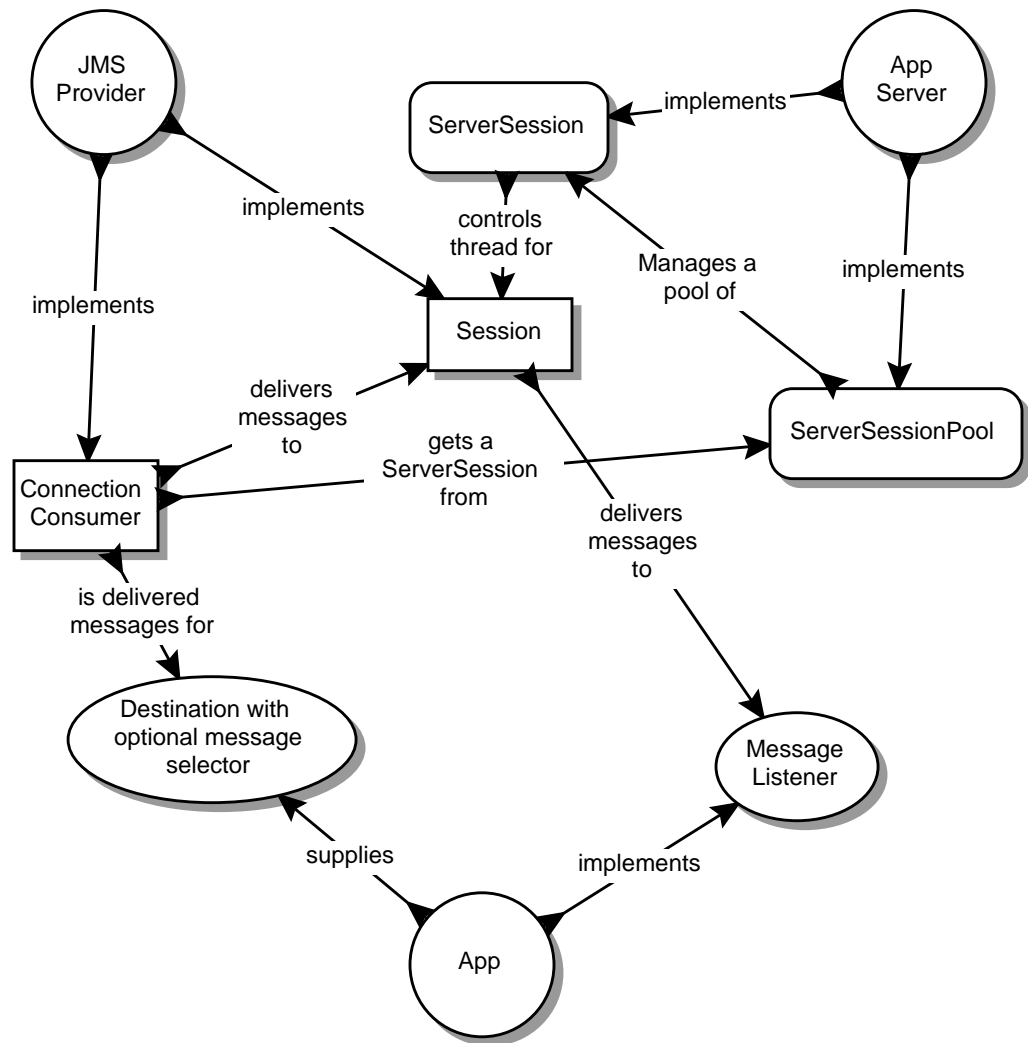 JMS
Provider
App
Server
ServerSession
implements
implements
controls
thread for
Manages a
pool of
implements
implements
Session
delivers
messages
to
gets a
ServerSession
from
ServerSessionPool
Connection
Consumer
delivers
messages
to
is delivered
messages for
Destination with
optional message
selector
Message
Listener
supplies
implements
App